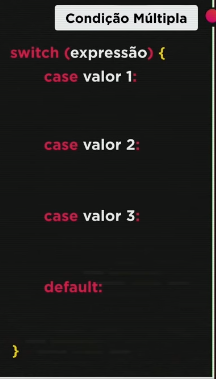 Condição Múltipla
switch (expressão) {
case valor 1:
case valor 2:
case valor 3:
default:
}